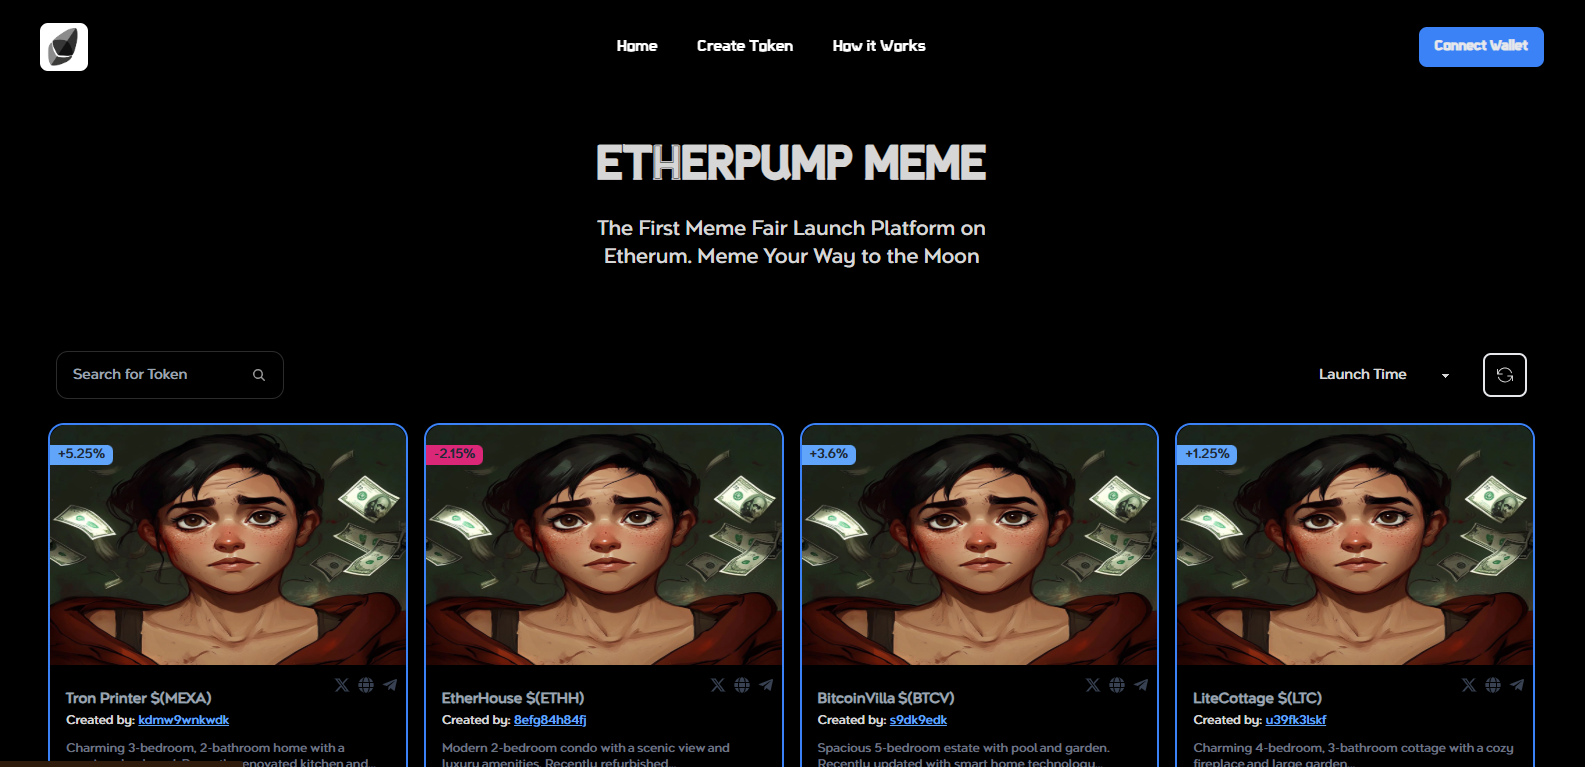 Home Create Token How it Works Connect Wallet
ETHERPUMP MEME
The First Meme Fair Launch Platform on
Etherum. Meme Your Way to the Moon
Search for Token Launch Time
+5.25% -2.15% +3.6% +1.25%
Tron Printer $(MEXA)
Created by: kdmw9wnkwdk
Charming 3-bedroom, 2-bathroom home with a
renovated kitchen and...
EtherHouse $(ETHH)
Created by: 8efg84h84fj
Modern 2-bedroom condo with a scenic view and
luxury amenities. Recently refurbished...
BitcoinVilla $(BTCV)
Created by: s9dk9edk
Spacious 5-bedroom estate with pool and garden.
Recently updated with smart home technology...
LiteCottage $(LTC)
Created by: u39fk3lskf
Charming 4-bedroom, 3-bathroom cottage with a cozy
fireplace and large garden...